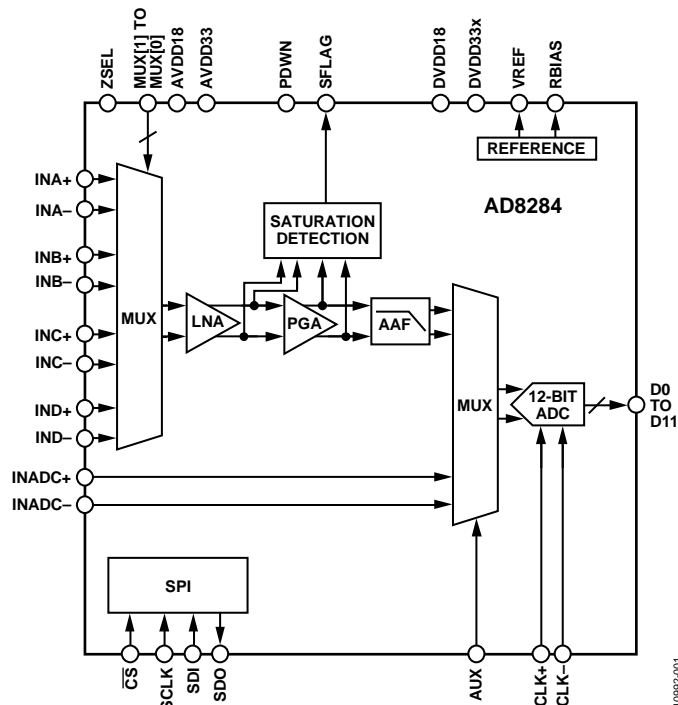 ZSEL
MUX[1] TO
MUX[0]
AVDD18
AVDD33
PDWN
SFLAG
DVDD18
DVDD33x
VREF
RBIAS
REFERENCE
AD8284
INA+
INA–
INB+
INB–
INC+
INC–
IND+
IND–
INADC+
INADC–
MUX
SATURATION
DETECTION
LNA
PGA
AAF
MUX
12-BIT
ADC
D0
TO
D11
SPI
CS
SCLK
SDI
SDO
AUX
CLK+
CLK–
10992-001